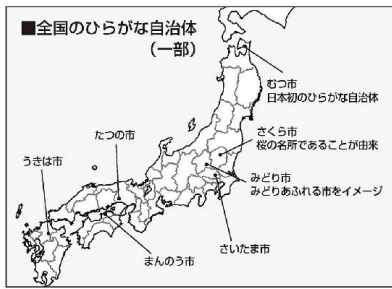 ■全国のひらがな自治体
(一部)
むつ市
日本初のひらがな自治体
さくら市
桜の名所であることが由来
みどり市
みどりあふれる市をイメージ
さいたま市
たつの市
うきは市
まんのう市